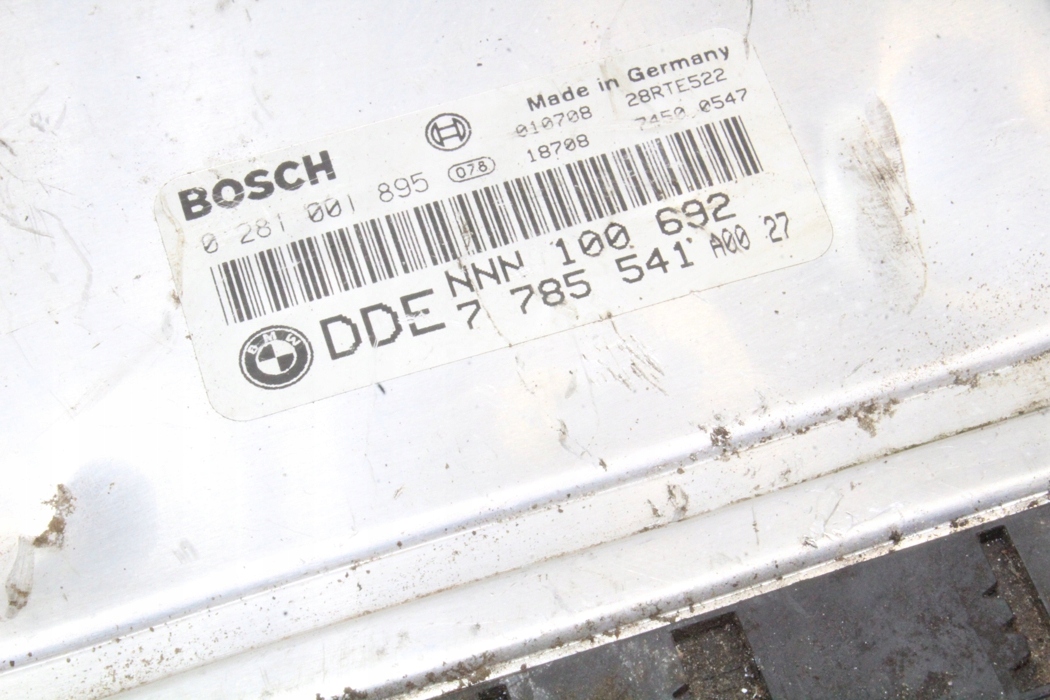 Made in Germany
BOSCH
010708 28RTE522
0 281 001 895 078 18708 7450 0547
NNN 100 692
BMW DDE 7 785 541 A00 27